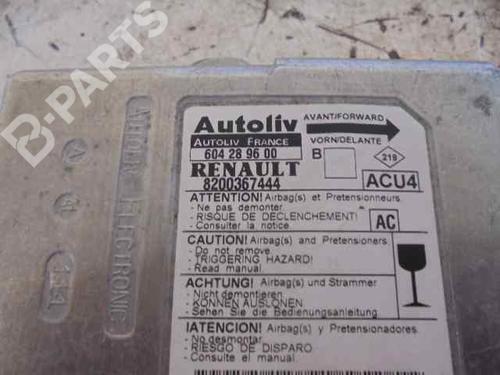 B-PARTS
Autoliv
AUTOLIV FRANCE
604 28 96 00
RENAULT
8200367444
AVANT/FORWARD
VORN/DELANTE
B
219
ACU4
ATTENTION! Airbag(s) et Pretensionneurs.
- Ne pas demonter.
- RISQUE DE DECLENCHEMENT!
- Consulter la notice.
AC
CAUTION! Airbag(s) and Pretensioners
- Do not remove.
- TRIGGERING HAZARD!
- Read manual.
ACHTUNG! Airbag(s) und Strammer
- Nicht demontieren.
- KÖNNEN AUSLÖSEN
- Sehen Sie die Bedienungsanleitung
!ATENCION! Airbag(s) y Pretensionadores.
- No desmontar.
- RIESGO DE DISPARO
- Consulte el manual.
ELECTRONIC